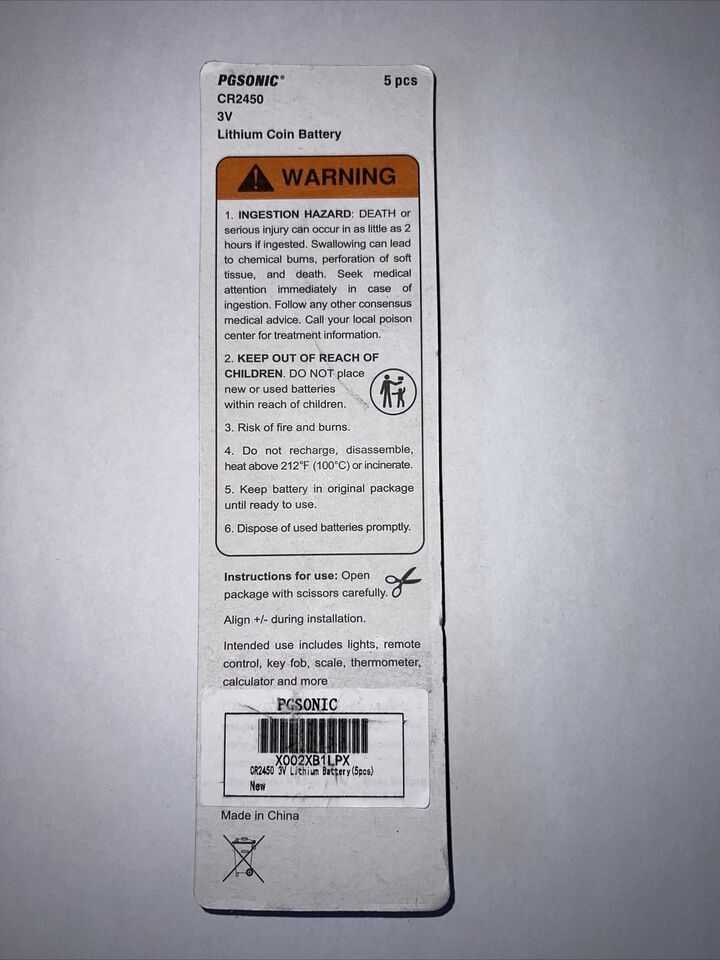 PGSONIC®
5 pcs
CR2450
3V
Lithium Coin Battery
WARNING
1. INGESTION HAZARD: DEATH or
serious injury can occur in as little as 2
hours if ingested. Swallowing can lead
to chemical burns, perforation of soft
tissue, and death. Seek medical
attention immediately in case of
ingestion. Follow any other consensus
medical advice. Call your local poison
center for treatment information.
2. KEEP OUT OF REACH OF
CHILDREN. DO NOT place
new or used batteries
within reach of children.
3. Risk of fire and burns.
4. Do not recharge, disassemble,
heat above 212°F (100°C) or incinerate.
5. Keep battery in original package
until ready to use.
6. Dispose of used batteries promptly.
Instructions for use: Open
package with scissors carefully.
Align +/- during installation.
Intended use includes lights, remote
control, key fob, scale, thermometer,
calculator and more
PGSONIC
X002XB1LPX
CR2450 3V Lithium Battery(5pcs)
New
Made in China